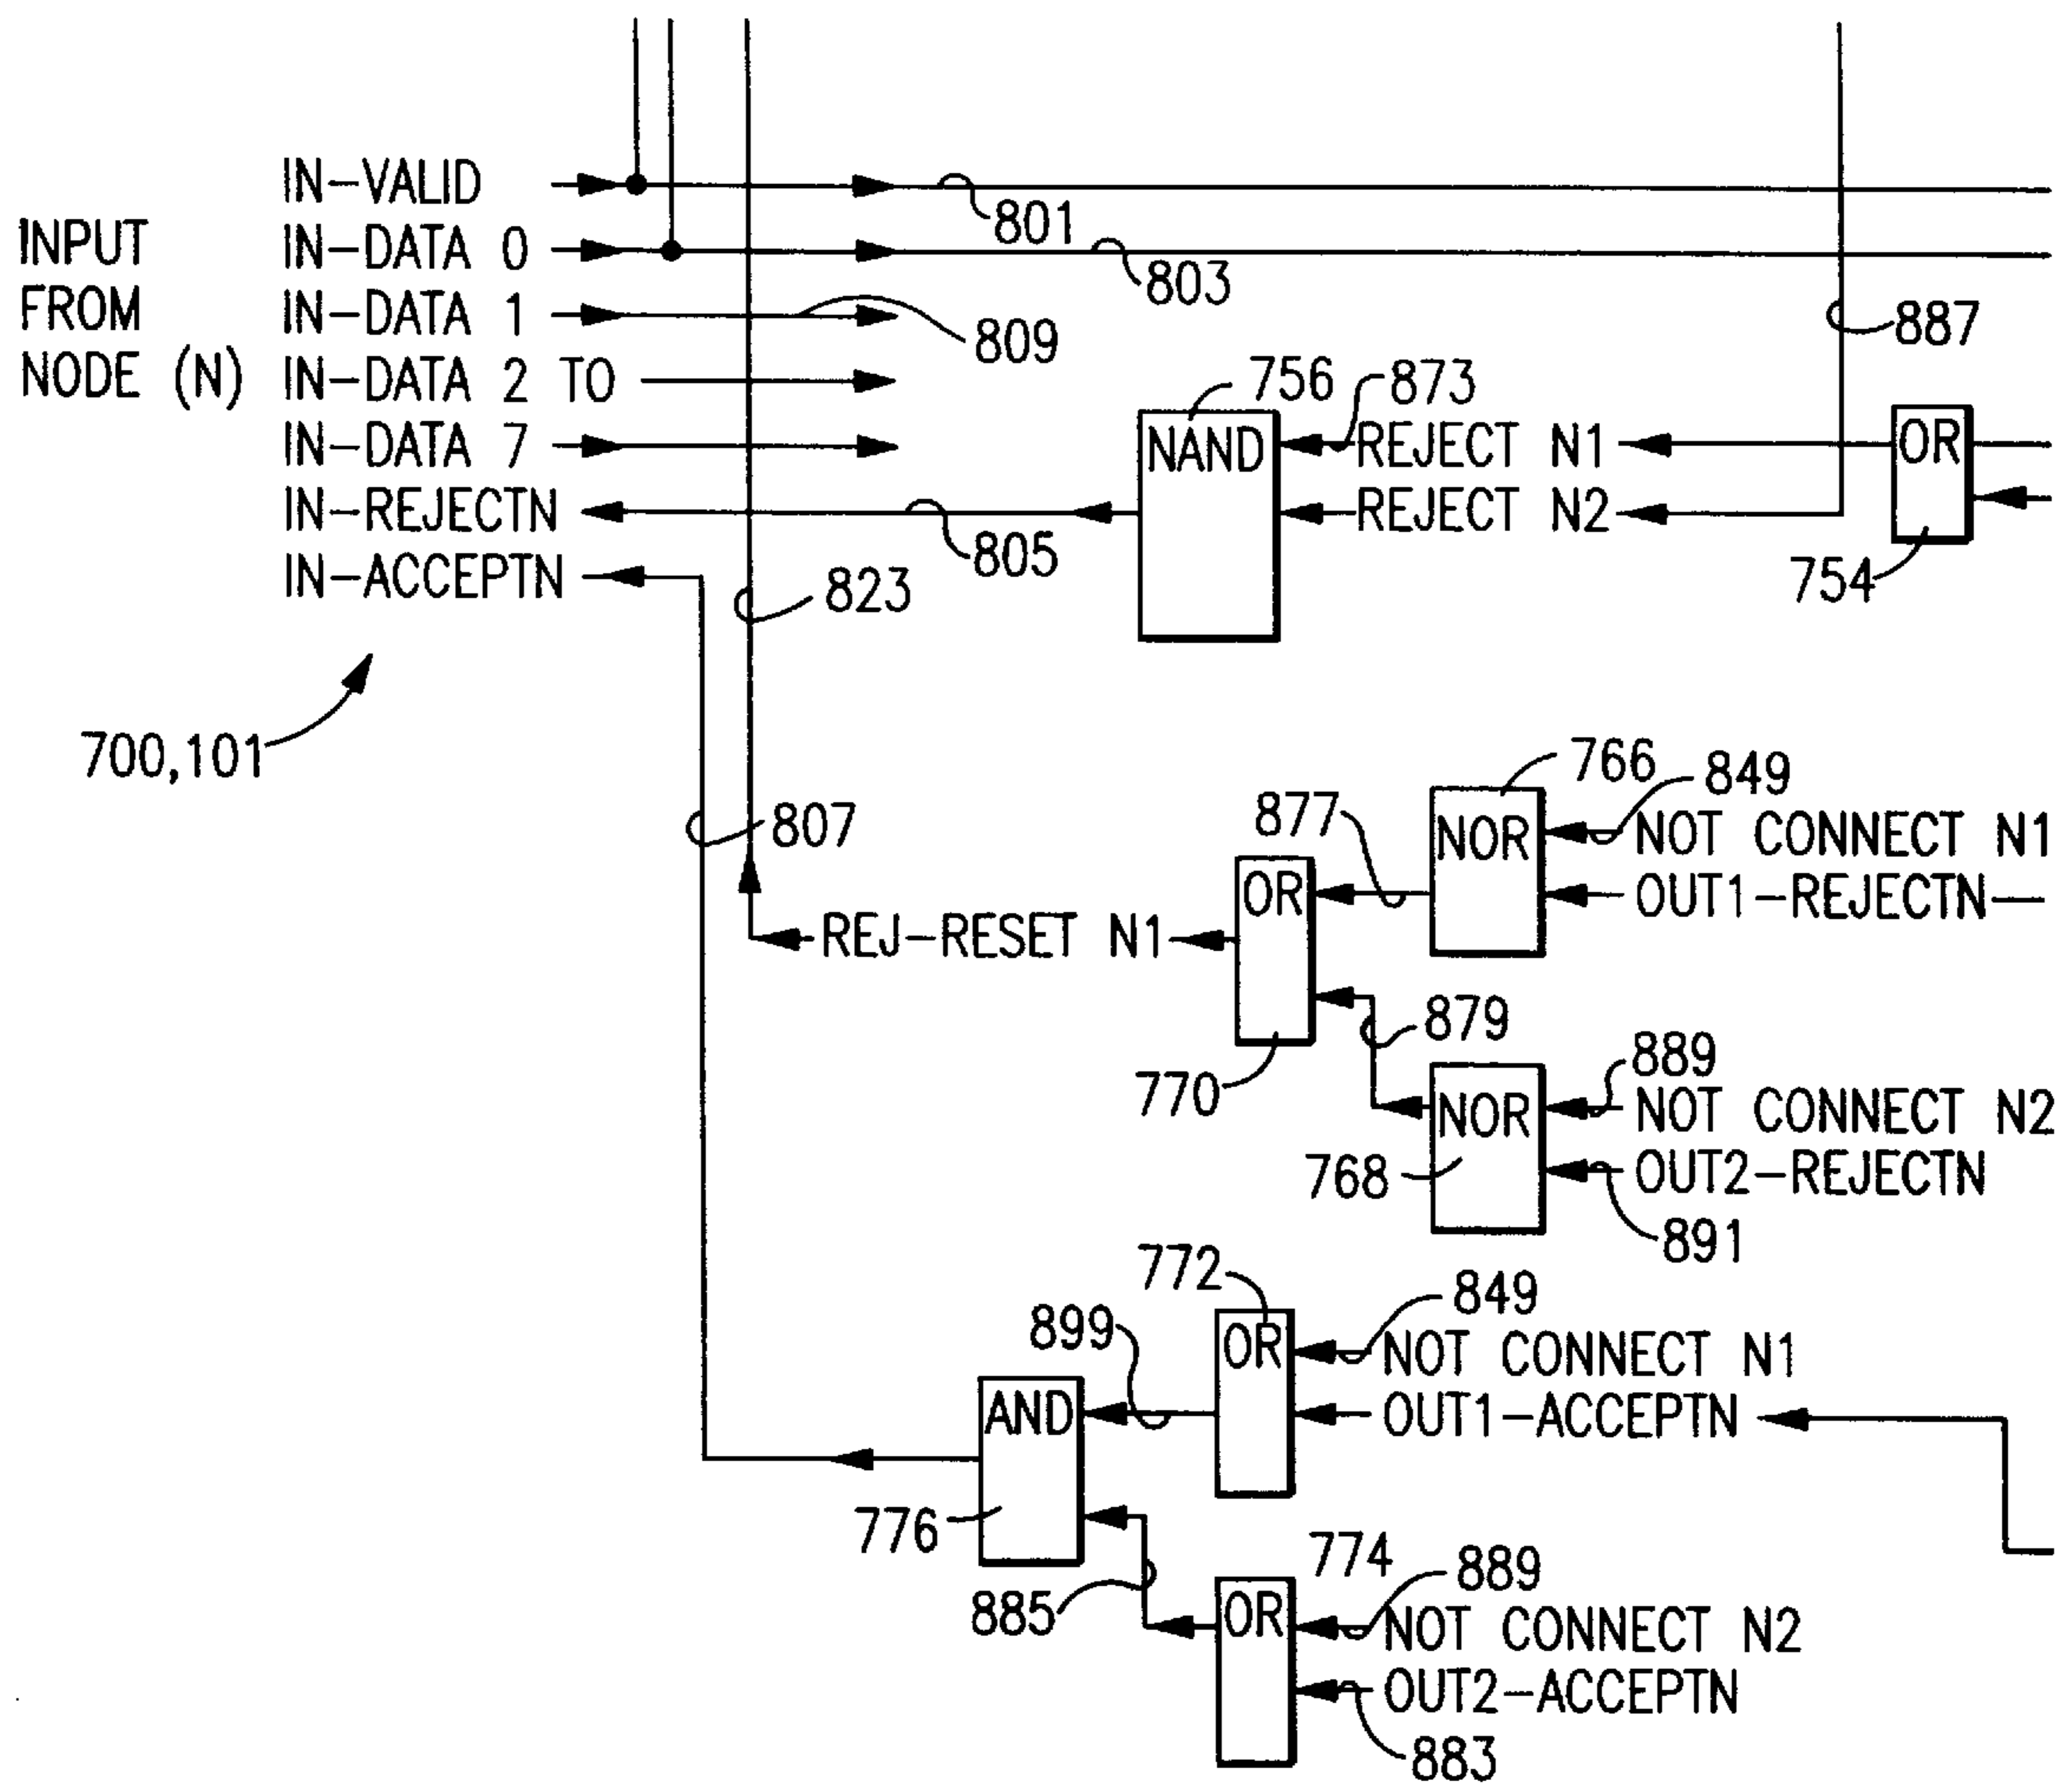 IN-VALID
801
INPUT
FROM
NODE (N)
IN-DATA 0
803
IN-DATA 1
809
887
IN-DATA 2 TO
756
873
IN-DATA 7
NAND
REJECT N1
OR
IN-REJECTN
REJECT N2
805
754
IN-ACCEPTN
823
700,101
766
849
807
877
NOR
NOT CONNECT N1
OR
OUT1-REJECTN
REJ-RESET N1
879
889
770
NOR
NOT CONNECT N2
768
OUT2-REJECTN
891
772
849
899
OR
NOT CONNECT N1
AND
OUT1-ACCEPTN
776
774
889
885
OR
NOT CONNECT N2
OUT2-ACCEPTN
883